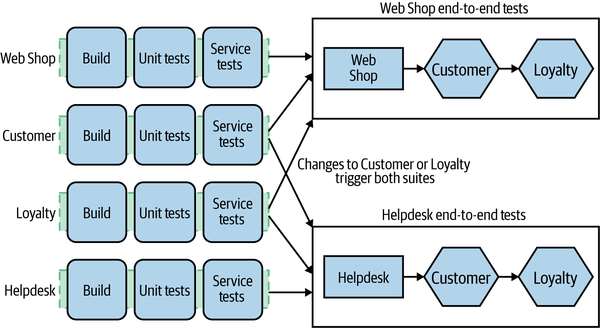 Web Shop end-to-end tests
Web Shop
Build
Unit tests
Service
tests
Web
Shop
Customer
Loyalty
Customer
Build
Unit tests
Service
tests
Changes to Customer or Loyalty
trigger both suites
Loyalty
Build
Unit tests
Service
tests
Helpdesk end-to-end tests
Helpdesk
Build
Unit tests
Service
tests
Helpdesk
Customer
Loyalty